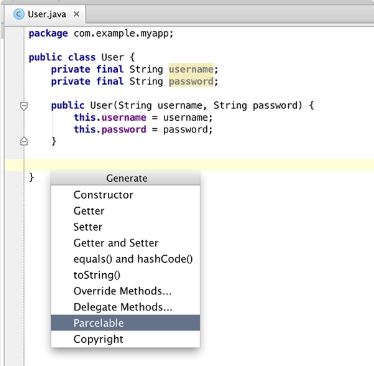 User.java
package com.example.myapp;
public class User {
private final String username;
private final String password;
public User(String username, String password) {
this.username = username;
this.password = password;
}
}
Generate
Constructor
Getter
Setter
Getter and Setter
equals() and hashCode()
toString()
Override Methods...
Delegate Methods...
Parcelable
Copyright